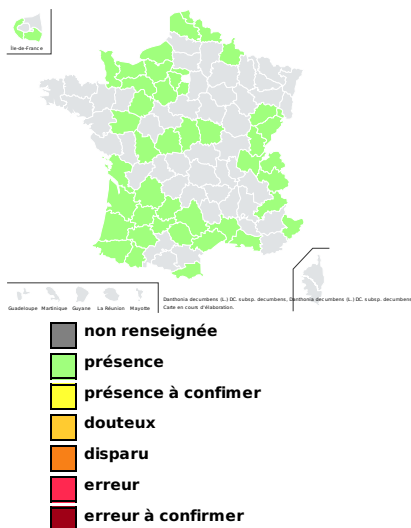 Île-de-France
Guadeloupe Martinique Guyane La Réunion Mayotte
Danthonia decumbens (L.) DC. subsp. decumbens, Danthonia decumbens (L.) DC. subsp. decumbens
Carte en cours d'élaboration.
non renseignée
présence
présence à confimer
douteux
disparu
erreur
erreur à confirmer